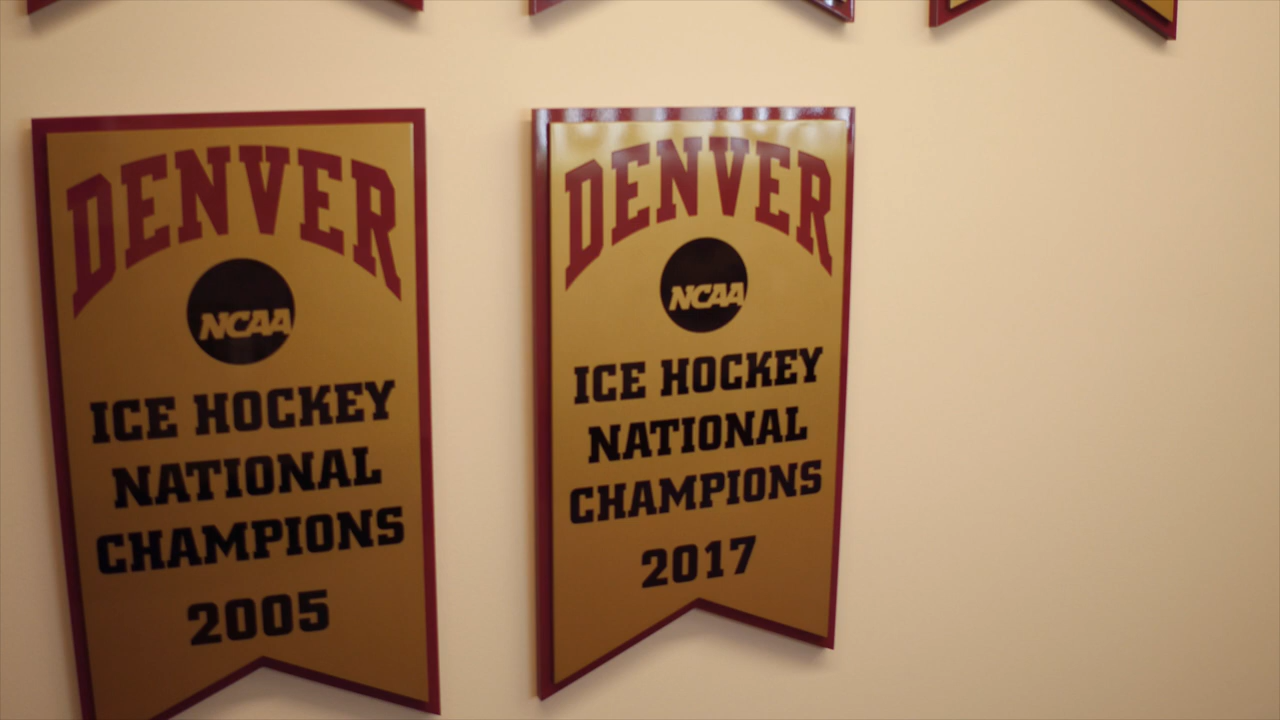 DENVER
NCAA
ICE HOCKEY
NATIONAL
CHAMPIONS
2005
DENVER
NCAA
ICE HOCKEY
NATIONAL
CHAMPIONS
2017